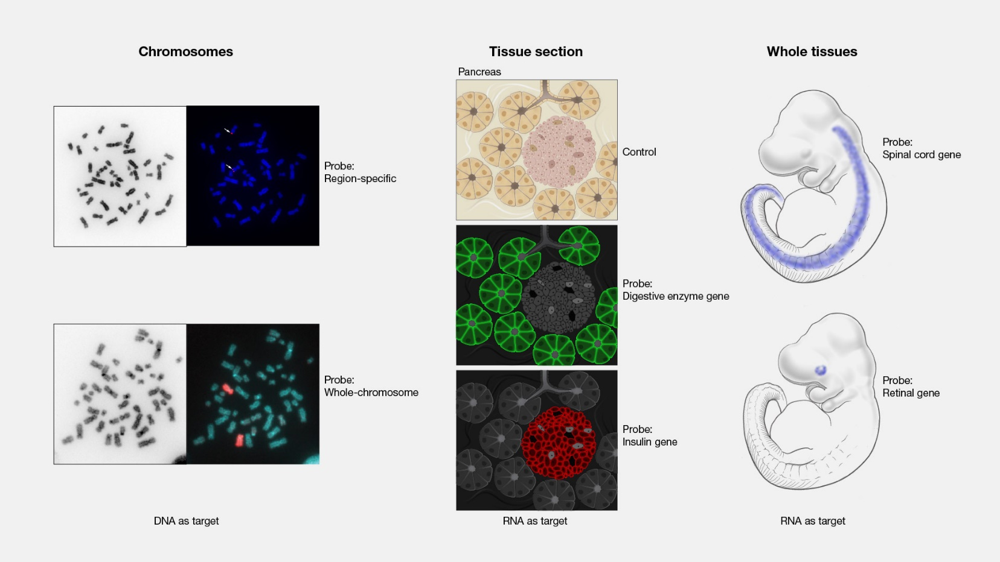 Chromosomes
Probe:
Region-specific
Probe:
Whole-chromosome
DNA as target
Tissue section
Pancreas
Control
Probe:
Digestive enzyme gene
Probe:
Insulin gene
RNA as target
Whole tissues
Probe:
Spinal cord gene
Probe:
Retinal gene
RNA as target